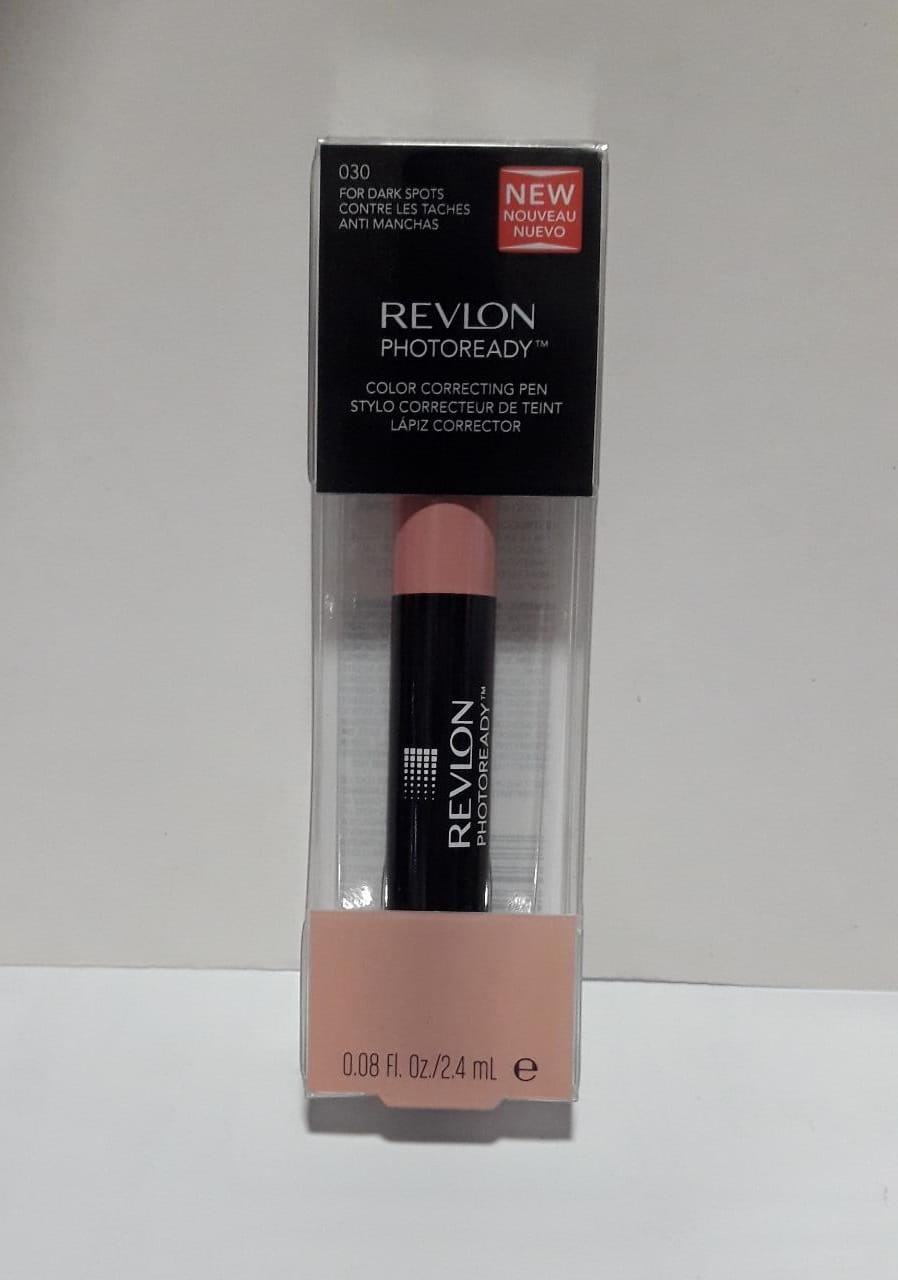 030
FOR DARK SPOTS
CONTRE LES TACHES
ANTI MANCHAS
NEW
NOUVEAU
NUEVO
REVLON
PHOTOREADY™
COLOR CORRECTING PEN
STYLO CORRECTEUR DE TEINT
LÁPIZ CORRECTOR
REVLON
PHOTOREADY™
0.08 Fl. Oz./2.4 mL e